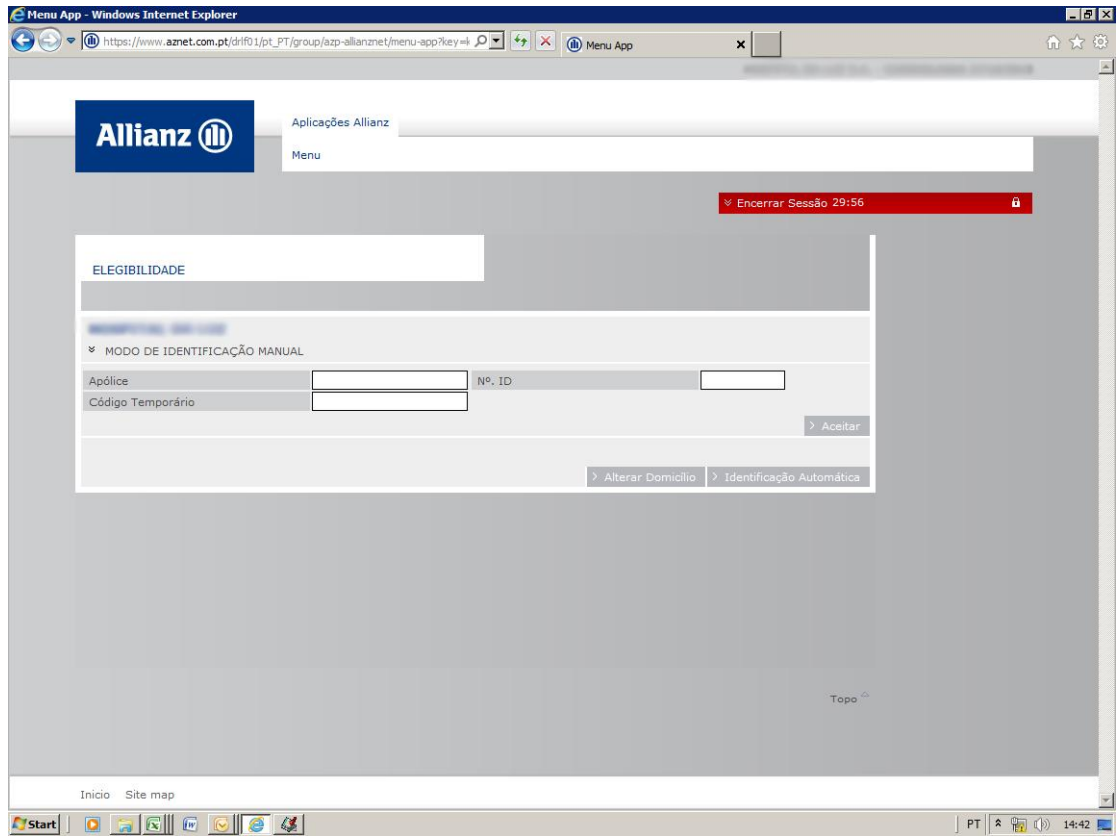 Menu App - Windows Internet Explorer
https://www.aznet.com.pt/drlf01/pt_PT/group/azp-allianznet/menu-app?key=
Menu App
Allianz
Aplicações Allianz
Menu
Encerrar Sessão 29:56
ELEGIBILIDADE
MODO DE IDENTIFICAÇÃO MANUAL
Apólice Nº. ID
Código Temporário
Aceitar
Alterar Domicílio Identificação Automática
Topo
Inicio Site map
Start PT 14:42